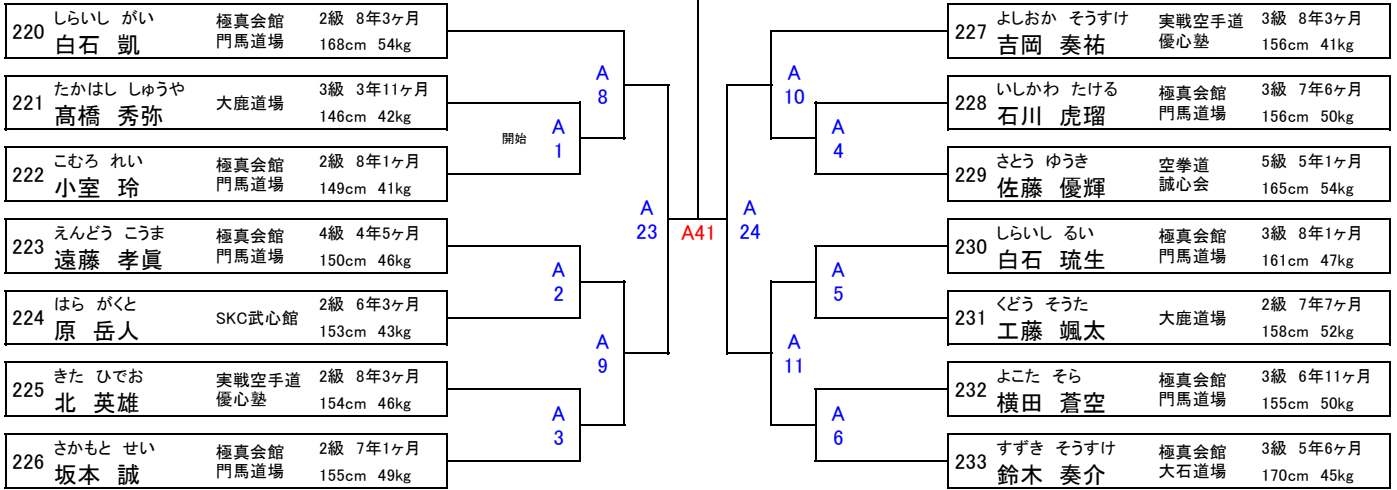 220 しらいし がい 極真会館 2級 8年3ヶ月
白石 凱 門馬道場 168cm 54kg
221 たかはし しゅうや 大鹿道場 3級 3年11ヶ月
髙橋 秀弥 146cm 42kg
222 こむろ れい 極真会館 2級 8年1ヶ月
小室 玲 門馬道場 149cm 41kg
223 えんどう こうま 極真会館 4級 4年5ヶ月
遠藤 孝眞 門馬道場 150cm 46kg
224 はら がくと SKC武心館 2級 6年3ヶ月
原 岳人 153cm 43kg
225 きた ひでお 実戦空手道 2級 8年3ヶ月
北 英雄 優心塾 154cm 46kg
226 さかもと せい 極真会館 2級 7年1ヶ月
坂本 誠 門馬道場 155cm 49kg
A
8
開始
A
1
A
2
A
9
A
3
A
23
A41
A
24
A
10
A
4
A
5
A
11
A
6
227 よしおか そうすけ 実戦空手道 3級 8年3ヶ月
吉岡 奏祐 優心塾 156cm 41kg
228 いしかわ たける 極真会館 3級 7年6ヶ月
石川 虎瑠 門馬道場 156cm 50kg
229 さとう ゆうき 空拳道 5級 5年1ヶ月
佐藤 優輝 誠心会 165cm 54kg
230 しらいし るい 極真会館 3級 8年1ヶ月
白石 琉生 門馬道場 161cm 47kg
231 くどう そうた 大鹿道場 2級 7年7ヶ月
工藤 颯太 158cm 52kg
232 よこた そら 極真会館 3級 6年11ヶ月
横田 蒼空 門馬道場 155cm 50kg
233 すずき そうすけ 極真会館 3級 5年6ヶ月
鈴木 奏介 大石道場 170cm 45kg